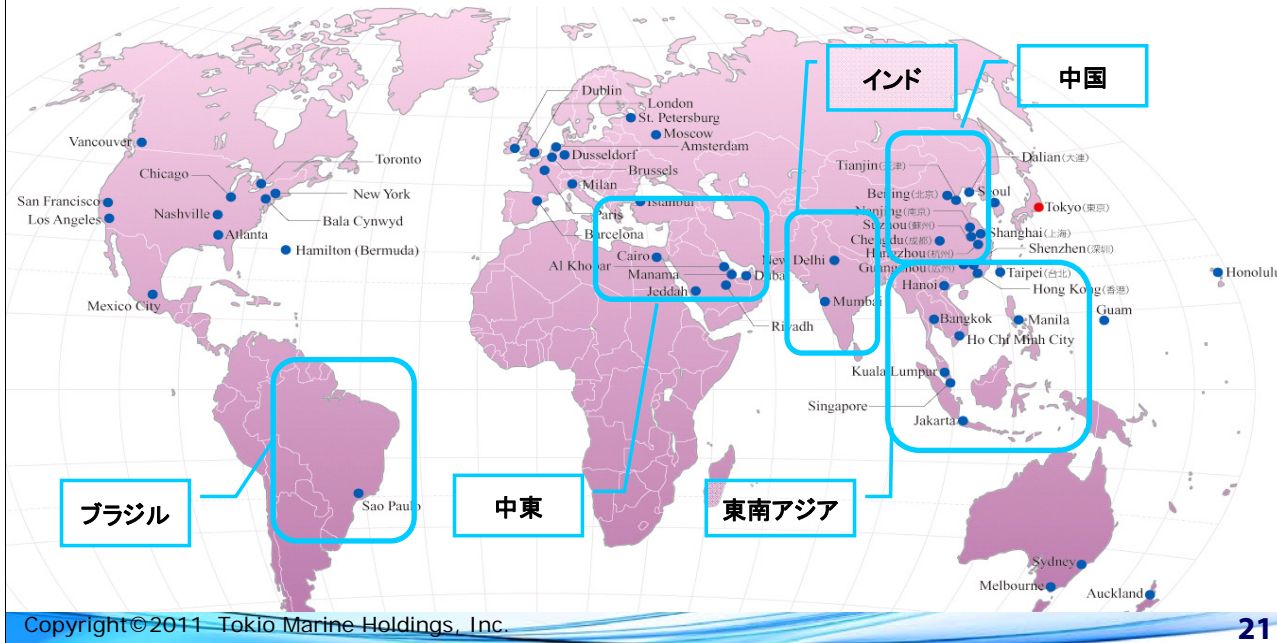 インド
中国
Dublin
London
St. Petersburg
Moscow
Amsterdam
Dusseldorf
Brussels
Milan
Istanbul
Paris
Barcelona
Vancouver
Toronto
Chicago
New York
San Francisco
Los Angeles
Nashville
Bala Cynwyd
Atlanta
Hamilton (Bermuda)
Mexico City
Cairo
Al Khobar
Manama
Dubai
Jeddah
Riyadh
New Delhi
Mumbai
Tianjin(天津)
Dalian(大連)
Beijing(北京)
Seoul
Tokyo(東京)
Nanjing(南京)
Suzhou(蘇州)
Shanghai(上海)
Chengdu(成都)
Hangzhou(杭州)
Shenzhen(深圳)
Guangzhou(広州)
Taipei(台北)
Hong Kong(香港)
Hanoi
Honolulu
Guam
Bangkok
Manila
Ho Chi Minh City
Kuala Lumpur
Singapore
Jakarta
Sao Paulo
ブラジル
中東
東南アジア
Sydney
Melbourne
Auckland
Copyright©2011 Tokio Marine Holdings, Inc.
21